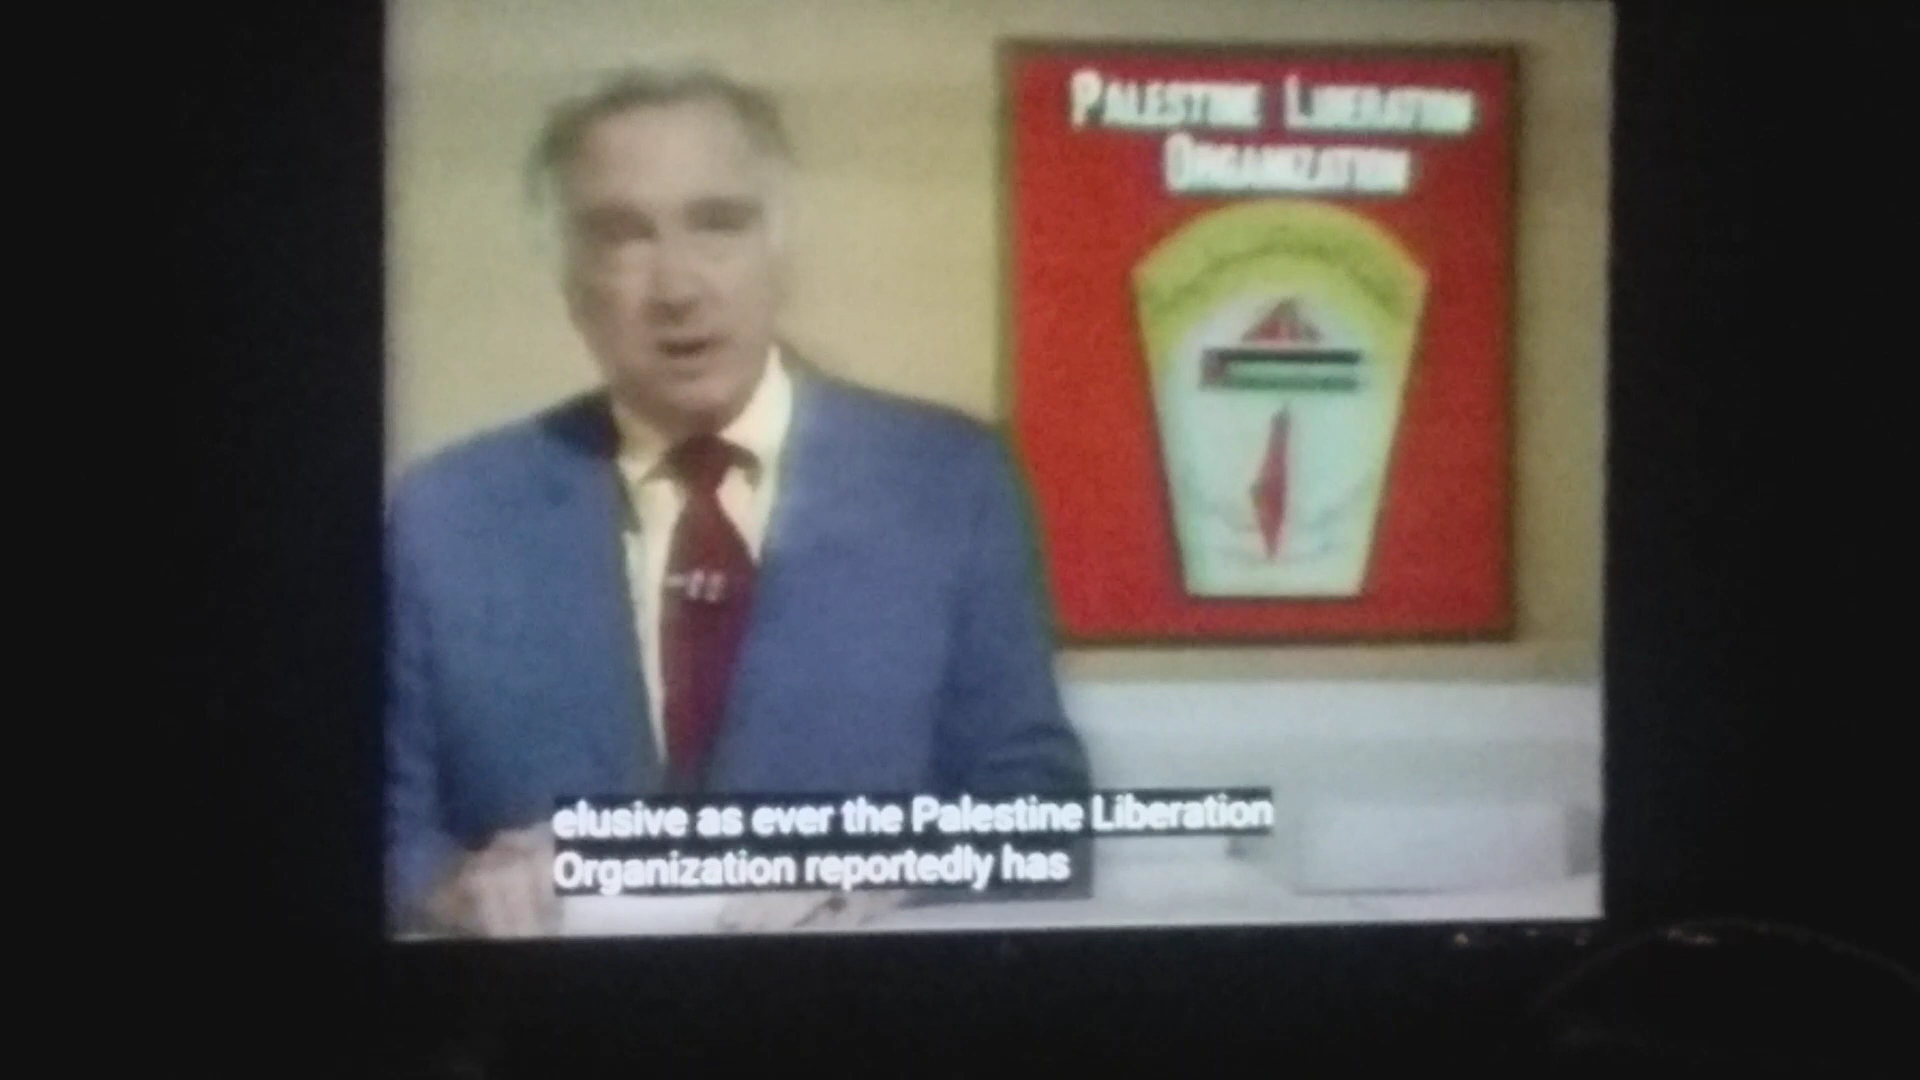 PALESTINE LIBERATION
ORGANIZATION
elusive as ever the Palestine Liberation
Organization reportedly has